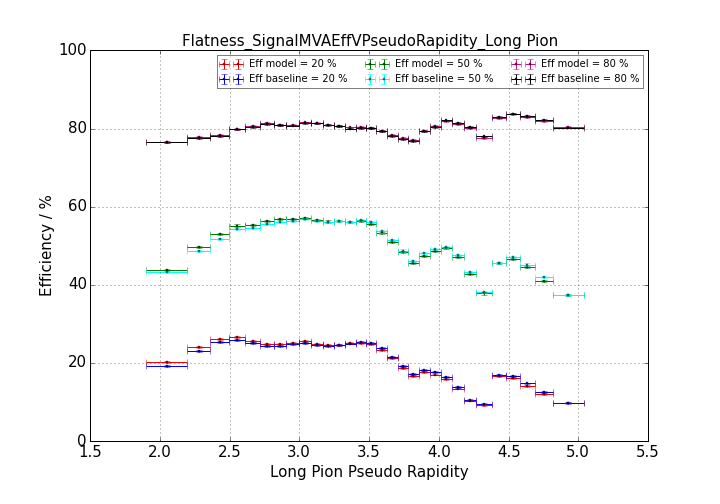 Flatness_SignalMVAEffVPseudoRapidity_Long Pion
Eff model = 20 % Eff model = 50 % Eff model = 80 %
Eff baseline = 20 % Eff baseline = 50 % Eff baseline = 80 %
100
80
60
40
20
0
Efficiency / %
1.5 2.0 2.5 3.0 3.5 4.0 4.5 5.0 5.5
Long Pion Pseudo Rapidity